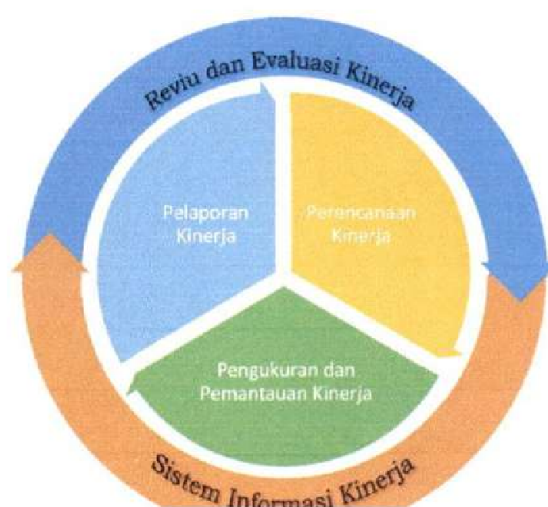 Reviu dan Evaluasi Kinerja
Pelaporan
Kinerja
Perencanaan
Kinerja
Pengukuran dan
Pemantauan Kinerja
Sistem Informasi Kinerja